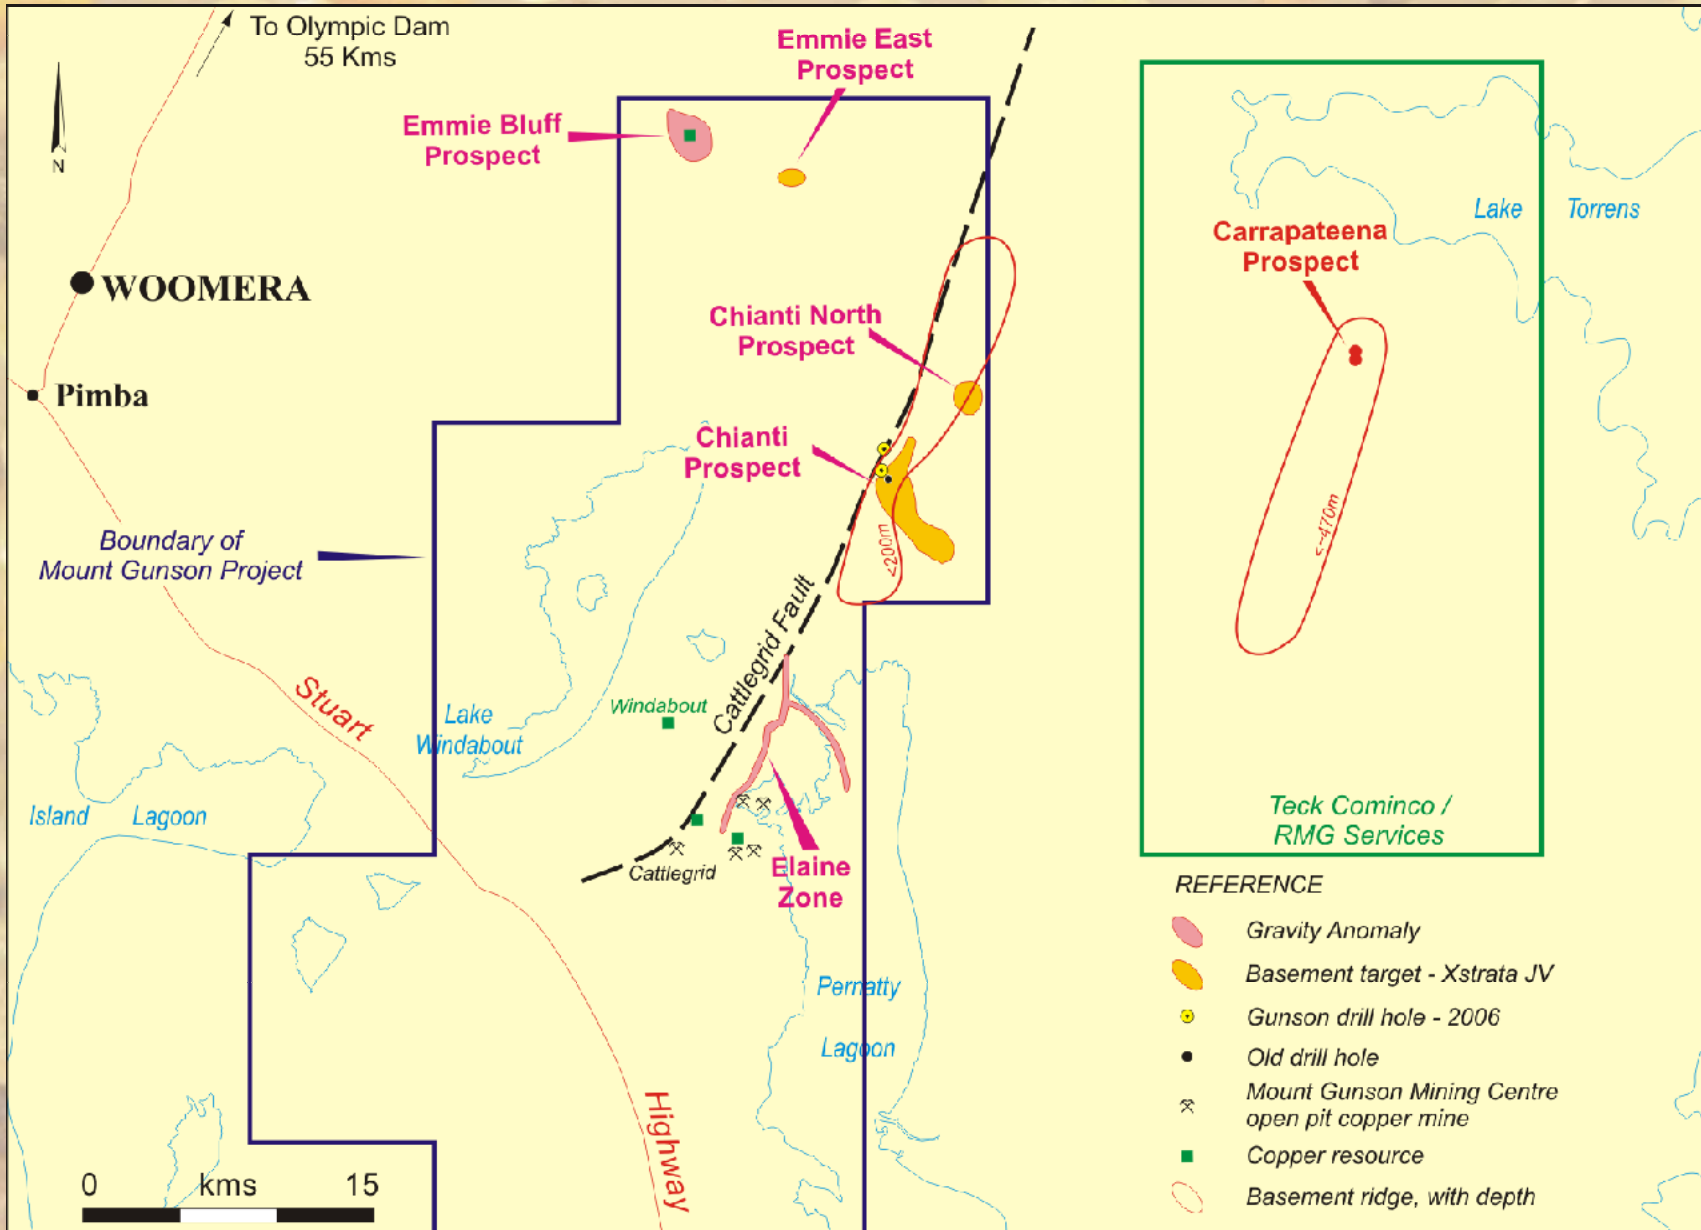 To Olympic Dam
55 Kms
N
Emmie East
Prospect
Emmie Bluff
Prospect
WOOMERA
Pimba
Chianti North
Prospect
Chianti
Prospect
Carrapateena
Prospect
Lake Torrens
Boundary of
Mount Gunson Project
<200m
<~470m
Cattlegrid Fault
Stuart
Highway
Lake
Windabout
Windabout
Island Lagoon
Cattlegrid
Elaine
Zone
Pernatty
Lagoon
Teck Cominco /
RMG Services
REFERENCE
Gravity Anomaly
Basement target - Xstrata JV
Gunson drill hole - 2006
Old drill hole
Mount Gunson Mining Centre
open pit copper mine
Copper resource
Basement ridge, with depth
0 kms 15